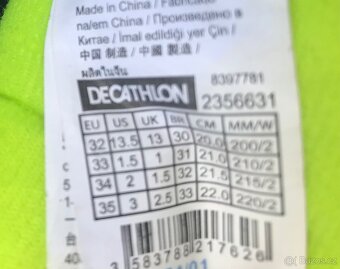 Made in China / Fabricado
na/em China / Произведено в
Китае / İmal edildiği yer Çin /
中国 制造 / 中國 製造 /
ผลิตในจีน
8397781
DECATHLON 2356631
EU US UK BR CM MM/W
32 13.5 13 30 20.0 200/2
33 1.5 1 31 21.0 210/2
34 2 1.5 32 21.5 215/2
35 3 2.5 33 22.0 220/2
3 583788 217626